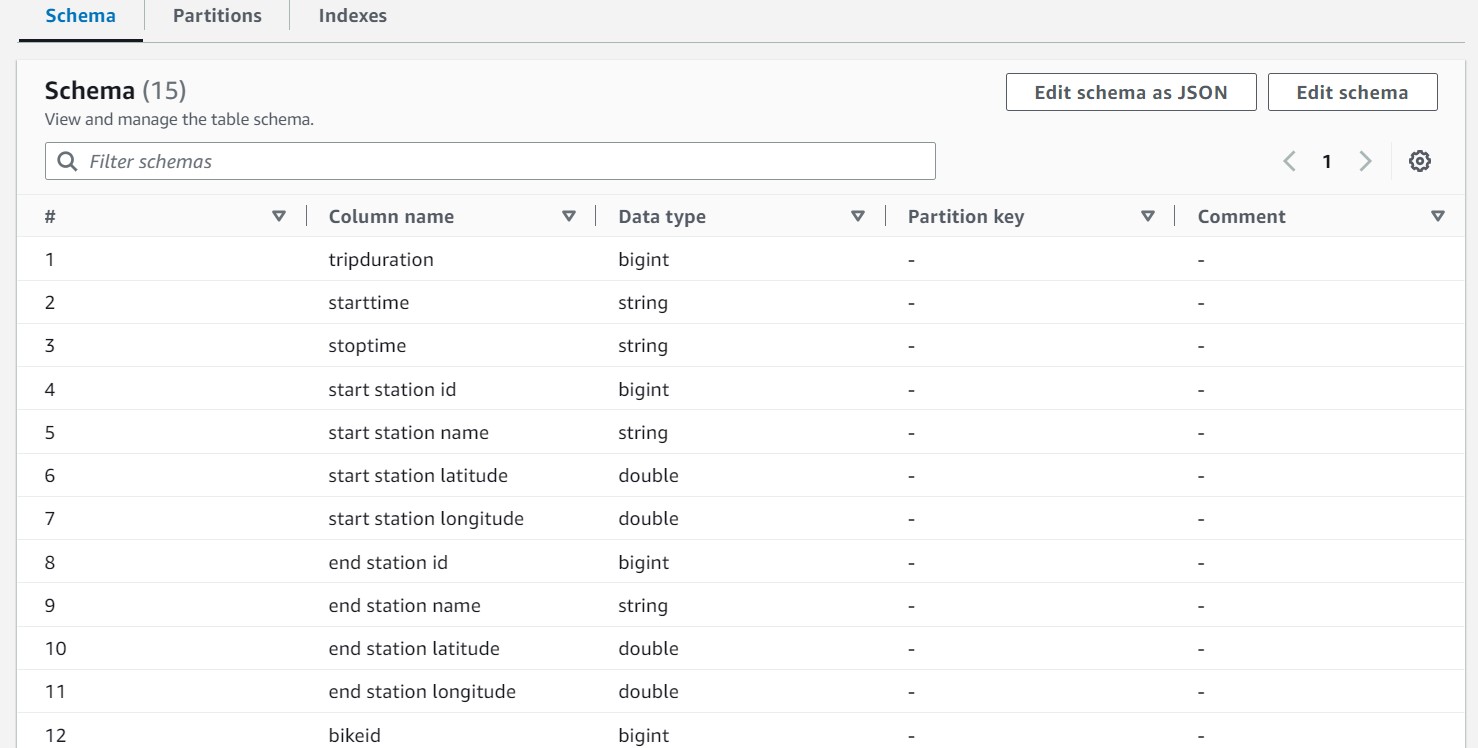 Schema Partitions Indexes
Schema (15)
Edit schema as JSON Edit schema
View and manage the table schema.
Filter schemas
1
# Column name Data type Partition key Comment
1 tripduration bigint - -
2 starttime string - -
3 stoptime string - -
4 start station id bigint - -
5 start station name string - -
6 start station latitude double - -
7 start station longitude double - -
8 end station id bigint - -
9 end station name string - -
10 end station latitude double - -
11 end station longitude double - -
12 bikeid bigint - -